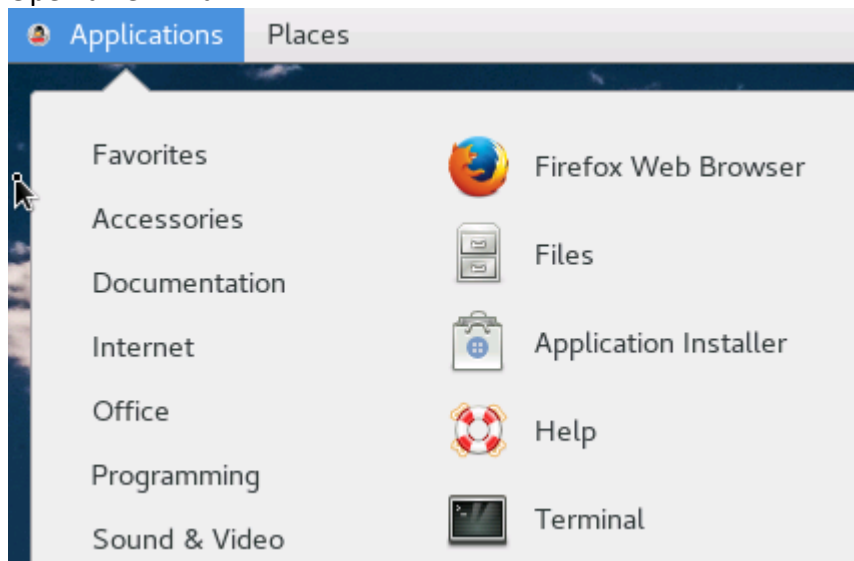 Applications Places
Favorites
Accessories
Documentation
Internet
Office
Programming
Sound & Video
Firefox Web Browser
Files
Application Installer
Help
Terminal